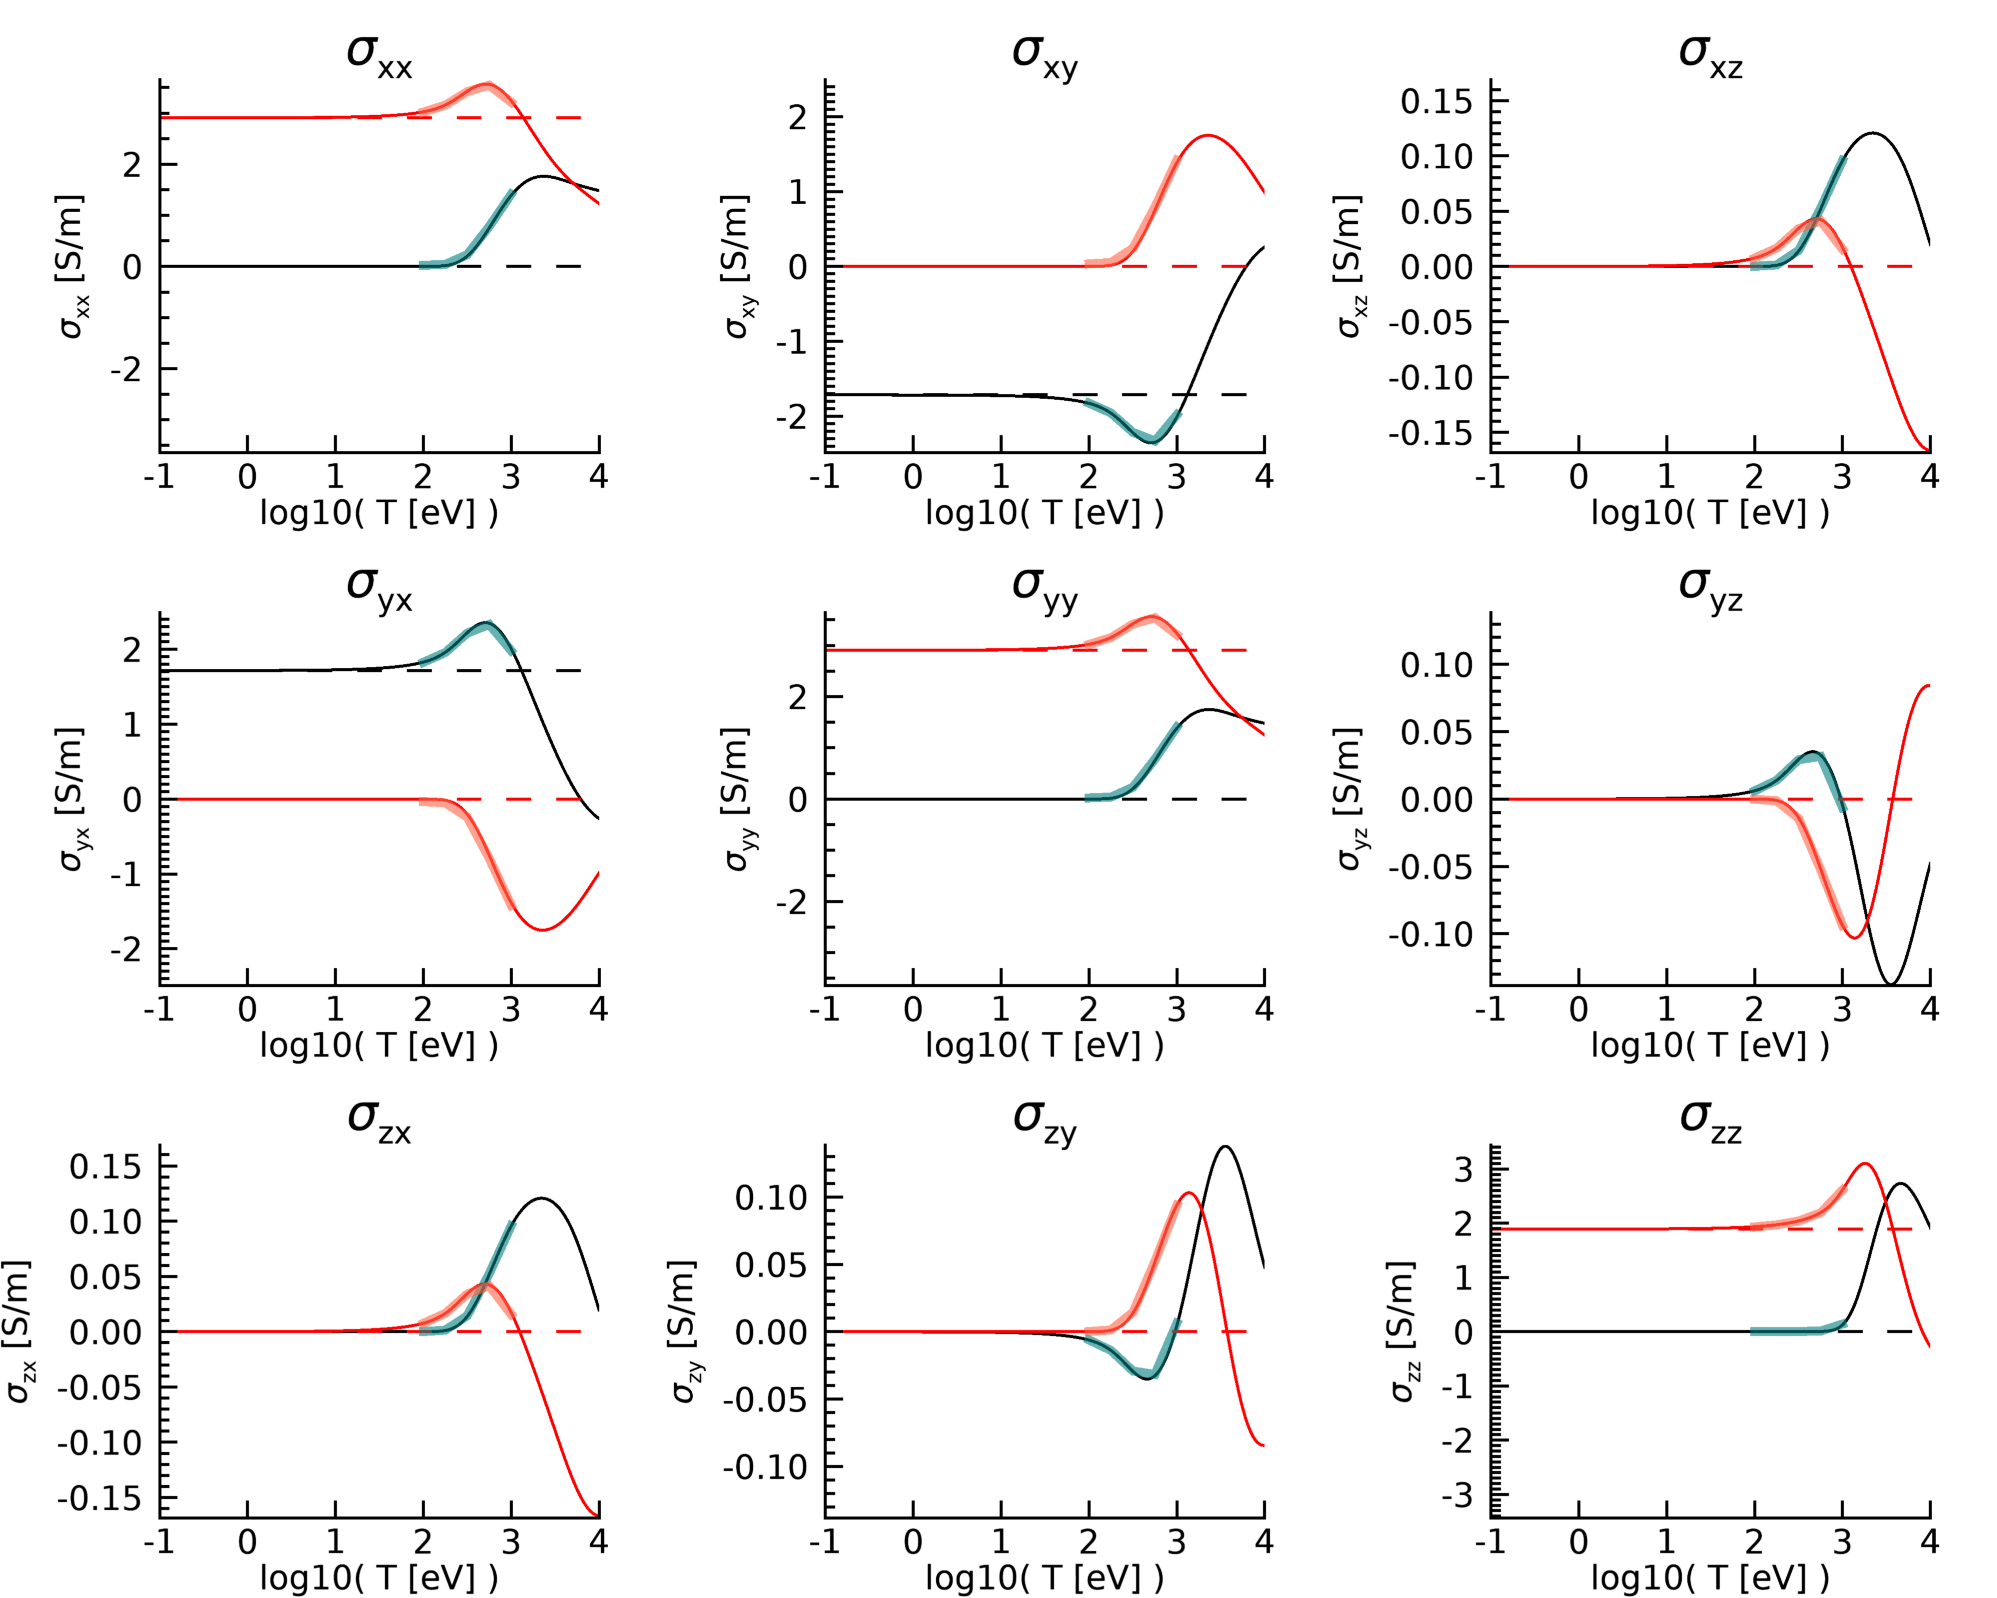 σxx
σxx [S/m]
2
0
-2
-1 0 1 2 3 4
log10( T [eV] )
σxy
σxy [S/m]
2
1
0
-1
-2
-1 0 1 2 3 4
log10( T [eV] )
σxz
σxz [S/m]
0.15
0.10
0.05
0.00
-0.05
-0.10
-0.15
-1 0 1 2 3 4
log10( T [eV] )
σyx
σyx [S/m]
2
1
0
-1
-2
-1 0 1 2 3 4
log10( T [eV] )
σyy
σyy [S/m]
2
0
-2
-1 0 1 2 3 4
log10( T [eV] )
σyz
σyz [S/m]
0.10
0.05
0.00
-0.05
-0.10
-1 0 1 2 3 4
log10( T [eV] )
σzx
σzx [S/m]
0.15
0.10
0.05
0.00
-0.05
-0.10
-0.15
-1 0 1 2 3 4
log10( T [eV] )
σzy
σzy [S/m]
0.10
0.05
0.00
-0.05
-0.10
-1 0 1 2 3 4
log10( T [eV] )
σzz
σzz [S/m]
3
2
1
0
-1
-2
-3
-1 0 1 2 3 4
log10( T [eV] )